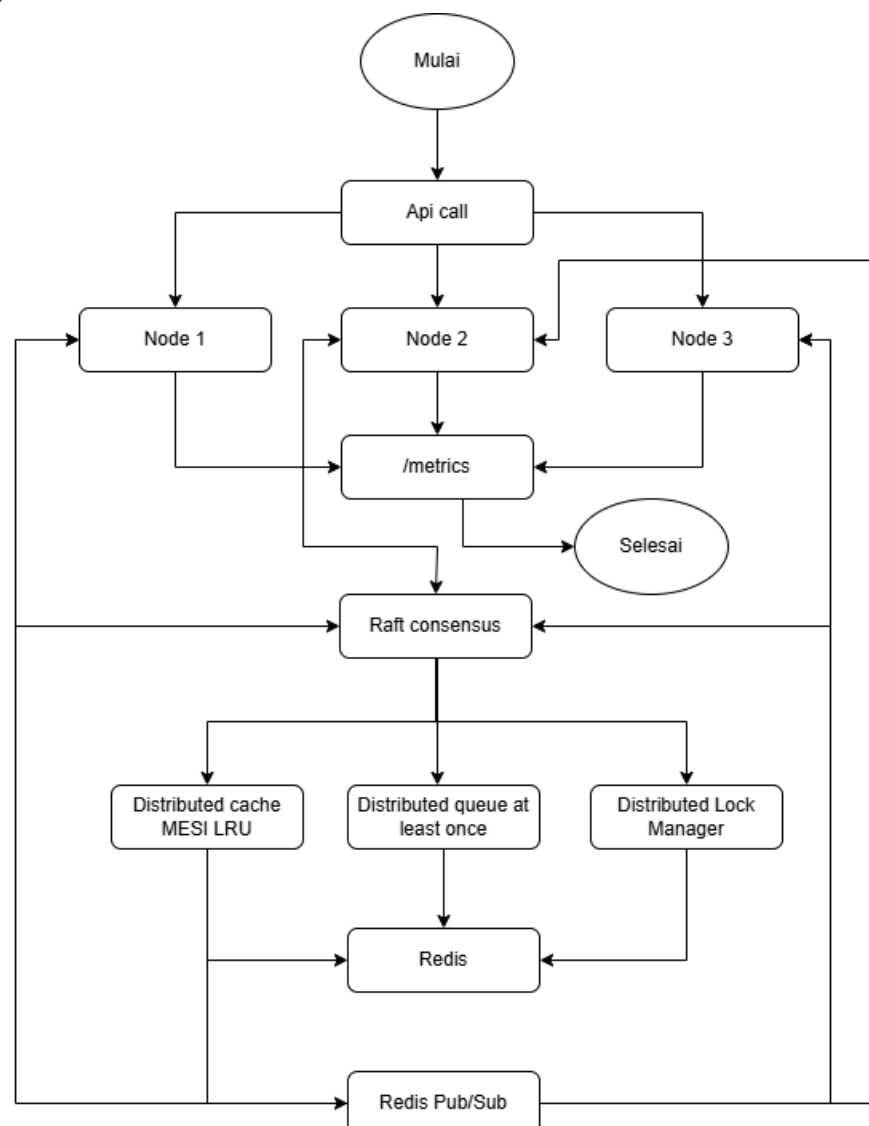 Mulai
Api call
Node 1
Node 2
Node 3
/metrics
Selesai
Raft consensus
Distributed cache
MESI LRU
Distributed queue at
least once
Distributed Lock
Manager
Redis
Redis Pub/Sub